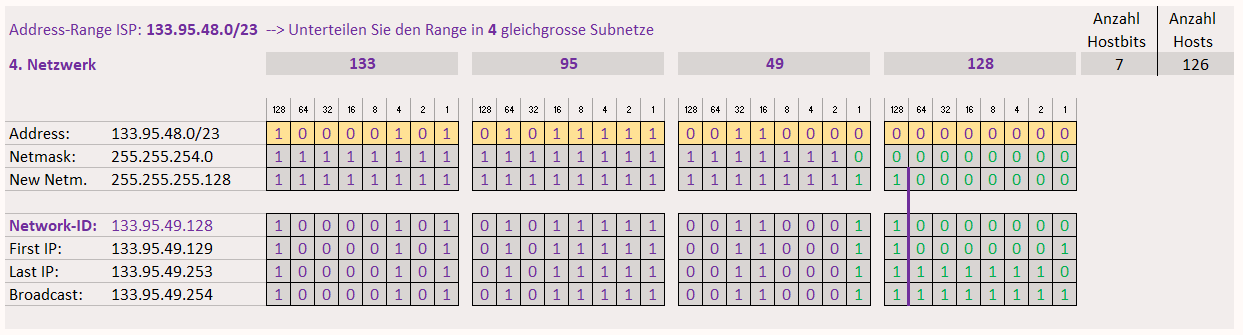 Anzahl Anzahl
Address-Range ISP: 133.95.48.0/23 --> Unterteilen Sie den Range in 4 gleichgrosse Subnetze
Hostbits Hosts
4. Netzwerk 133 95 49 128 7 126
128 64 32 16 8 4 2 1 128 64 32 16 8 4 2 1 128 64 32 16 8 4 2 1 128 64 32 16 8 4 2 1
Address: 133.95.48.0/23 1 0 0 0 0 1 0 1 0 1 0 1 1 1 1 1 0 0 1 1 0 0 0 0 0 0 0 0 0 0 0 0
Netmask: 255.255.254.0 1 1 1 1 1 1 1 1 1 1 1 1 1 1 1 1 1 1 1 1 1 1 1 0 0 0 0 0 0 0 0 0
New Netm. 255.255.255.128 1 1 1 1 1 1 1 1 1 1 1 1 1 1 1 1 1 1 1 1 1 1 1 1 1 0 0 0 0 0 0 0
Network-ID: 133.95.49.128 1 0 0 0 0 1 0 1 0 1 0 1 1 1 1 1 0 0 1 1 0 0 0 1 1 0 0 0 0 0 0 0
First IP: 133.95.49.129 1 0 0 0 0 1 0 1 0 1 0 1 1 1 1 1 0 0 1 1 0 0 0 1 1 0 0 0 0 0 0 1
Last IP: 133.95.49.253 1 0 0 0 0 1 0 1 0 1 0 1 1 1 1 1 0 0 1 1 0 0 0 1 1 1 1 1 1 1 1 0
Broadcast: 133.95.49.254 1 0 0 0 0 1 0 1 0 1 0 1 1 1 1 1 0 0 1 1 0 0 0 1 1 1 1 1 1 1 1 1